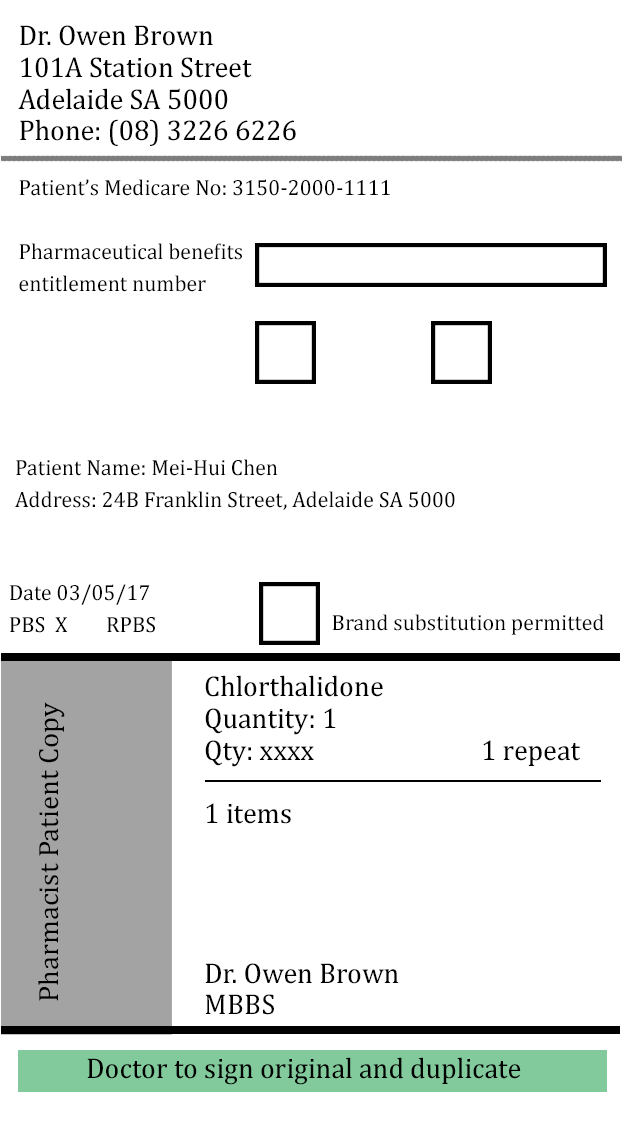 Dr. Owen Brown
101A Station Street
Adelaide SA 5000
Phone: (08) 3226 6226
Patient's Medicare No: 3150-2000-1111
Pharmaceutical benefits
entitlement number
Patient Name: Mei-Hui Chen
Address: 24B Franklin Street, Adelaide SA 5000
Date 03/05/17
PBS X RPBS
Brand substitution permitted
Pharmacist Patient Copy
Chlorthalidone
Quantity: 1
Qty: xxxx 1 repeat
1 items
Dr. Owen Brown
MBBS
Doctor to sign original and duplicate